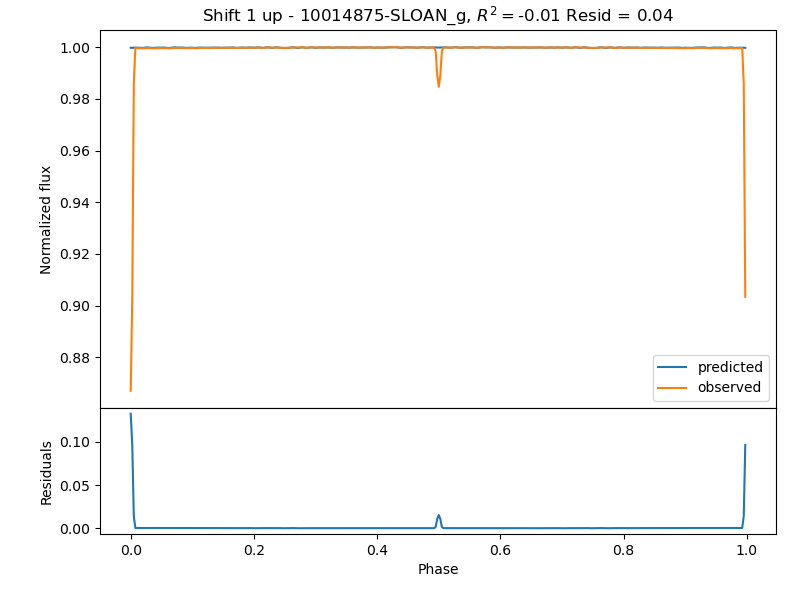 Shift 1 up - 10014875-SLOAN_g, R² = -0.01 Resid = 0.04
Normalized flux
1.00
0.98
0.96
0.94
0.92
0.90
0.88
predicted
observed
Residuals
0.10
0.05
0.00
0.0 0.2 0.4 0.6 0.8 1.0
Phase